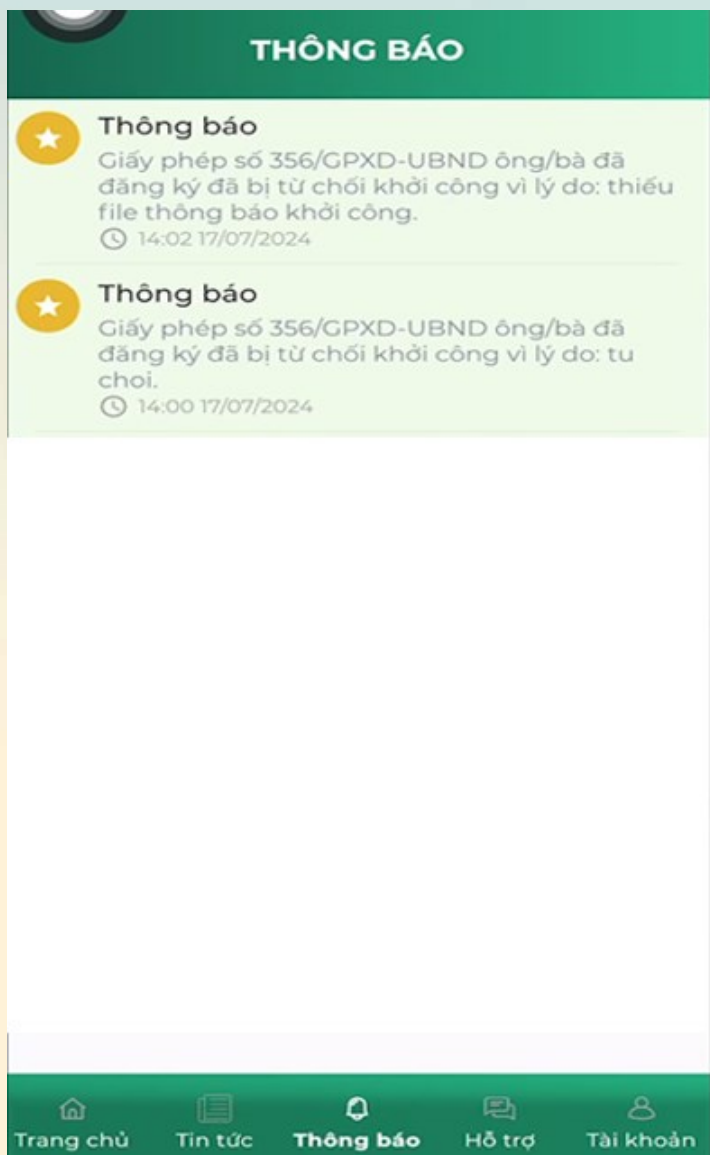 THÔNG BÁO
Thông báo
Giấy phép số 356/GPXD-UBND ông/bà đã
đăng ký đã bị từ chối khởi công vì lý do: thiếu
file thông báo khởi công.
14:02 17/07/2024
Thông báo
Giấy phép số 356/GPXD-UBND ông/bà đã
đăng ký đã bị từ chối khởi công vì lý do: tu
choi.
14:00 17/07/2024
Trang chủ Tin tức Thông báo Hỗ trợ Tài khoản